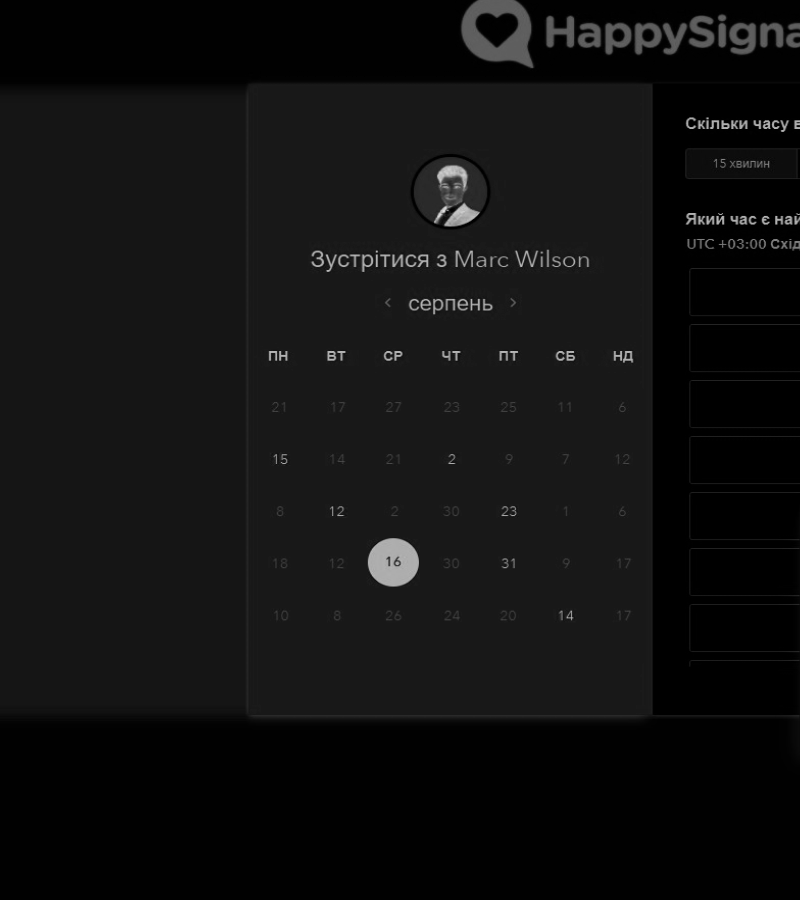 HappySigna
Зустрітися з Marc Wilson
серпень
ПН ВТ СР ЧТ ПТ СБ НД
21 17 27 23 25 11 6
15 14 21 2 9 7 12
8 12 2 30 23 1 6
18 12 16 30 31 9 17
10 8 26 24 20 14 17
Скільки часу в
15 хвилин
Який час є най
UTC +03:00 Схід